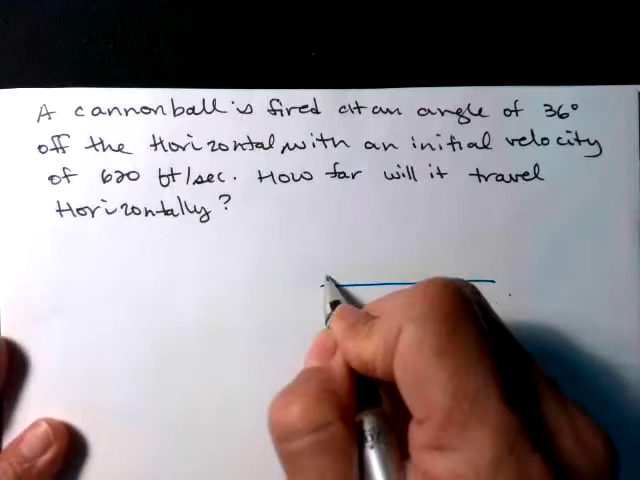 A cannonball is fired at an angle of 36°
off the Horizontal, with an initial velocity
of 620 ft/sec. How far will it travel
Horizontally?